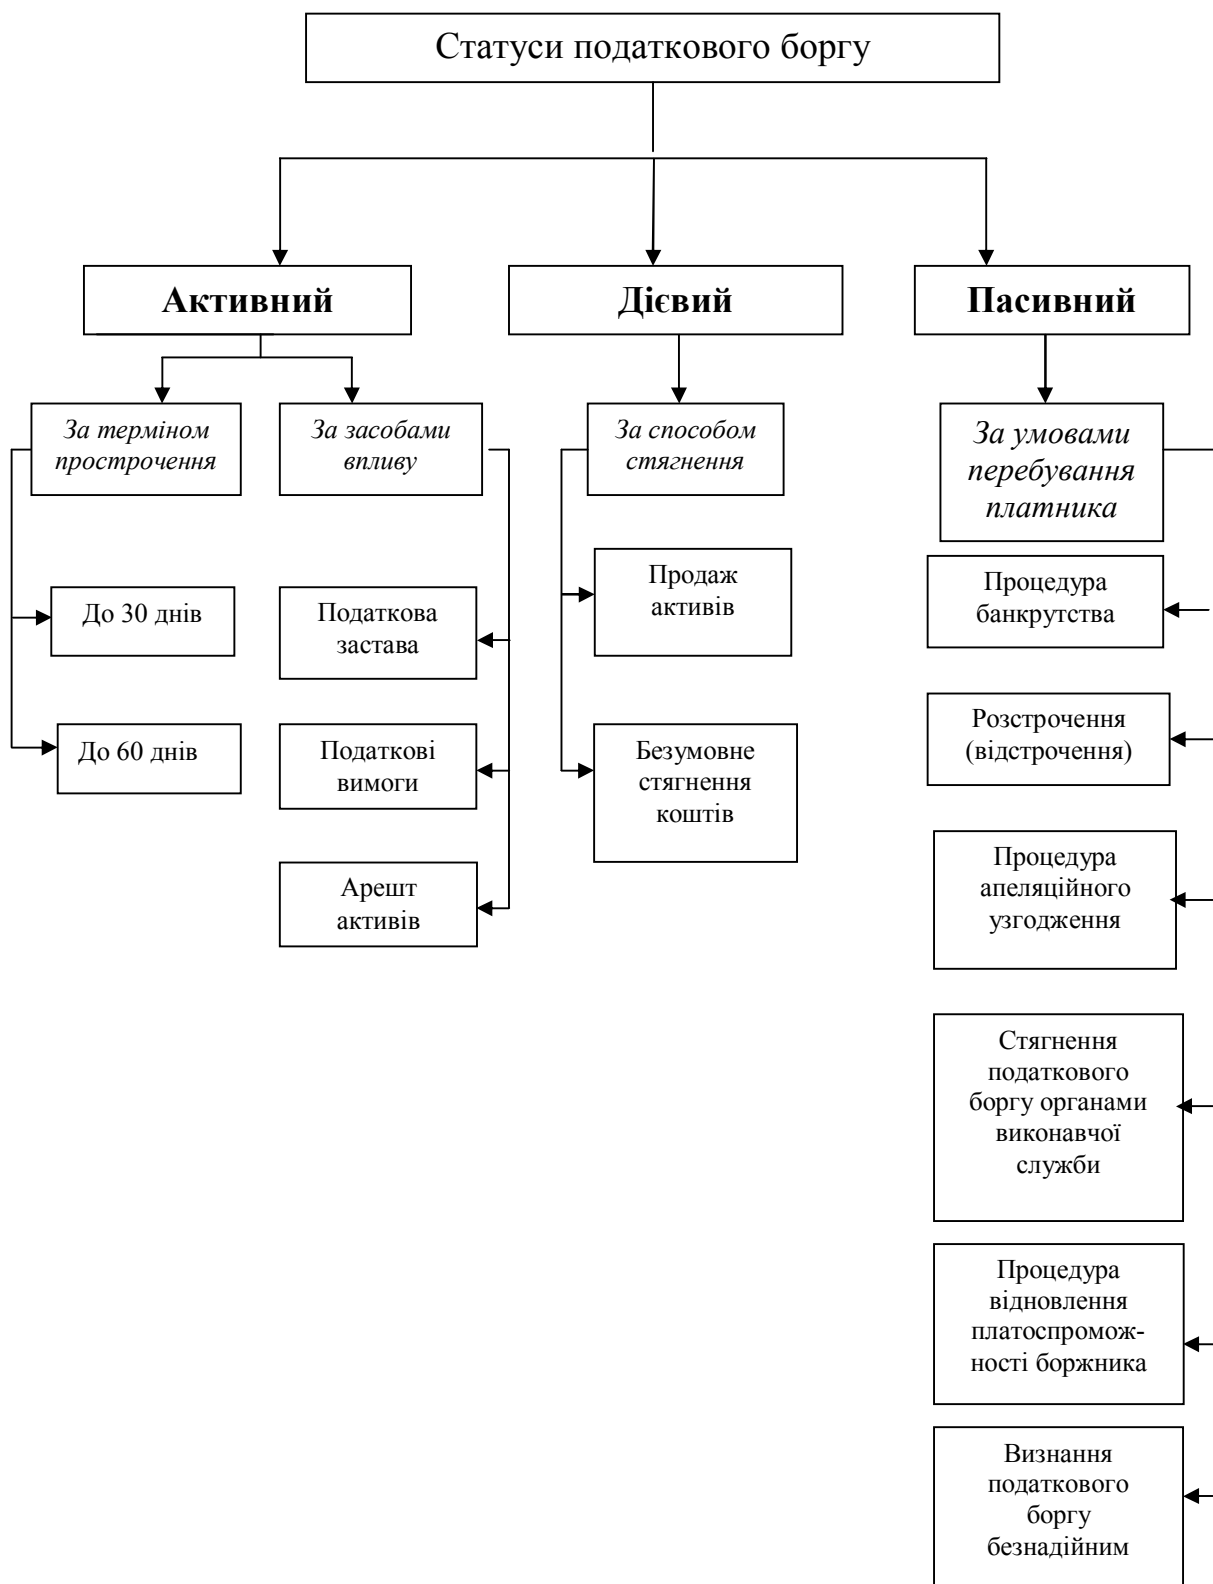 Статуси податкового боргу
Активний
Дієвий
Пасивний
За терміном
прострочення
За засобами
впливу
За способом
стягнення
За умовами
перебування
платника
До 30 днів
До 60 днів
Податкова
застава
Податкові
вимоги
Арешт
активів
Продаж
активів
Безумовне
стягнення
коштів
Процедура
банкрутства
Розстрочення
(відстрочення)
Процедура
апеляційного
узгодження
Стягнення
податкового
боргу органами
виконавчої
служби
Процедура
відновлення
платоспромож-
ності боржника
Визнання
податкового
боргу
безнадійним